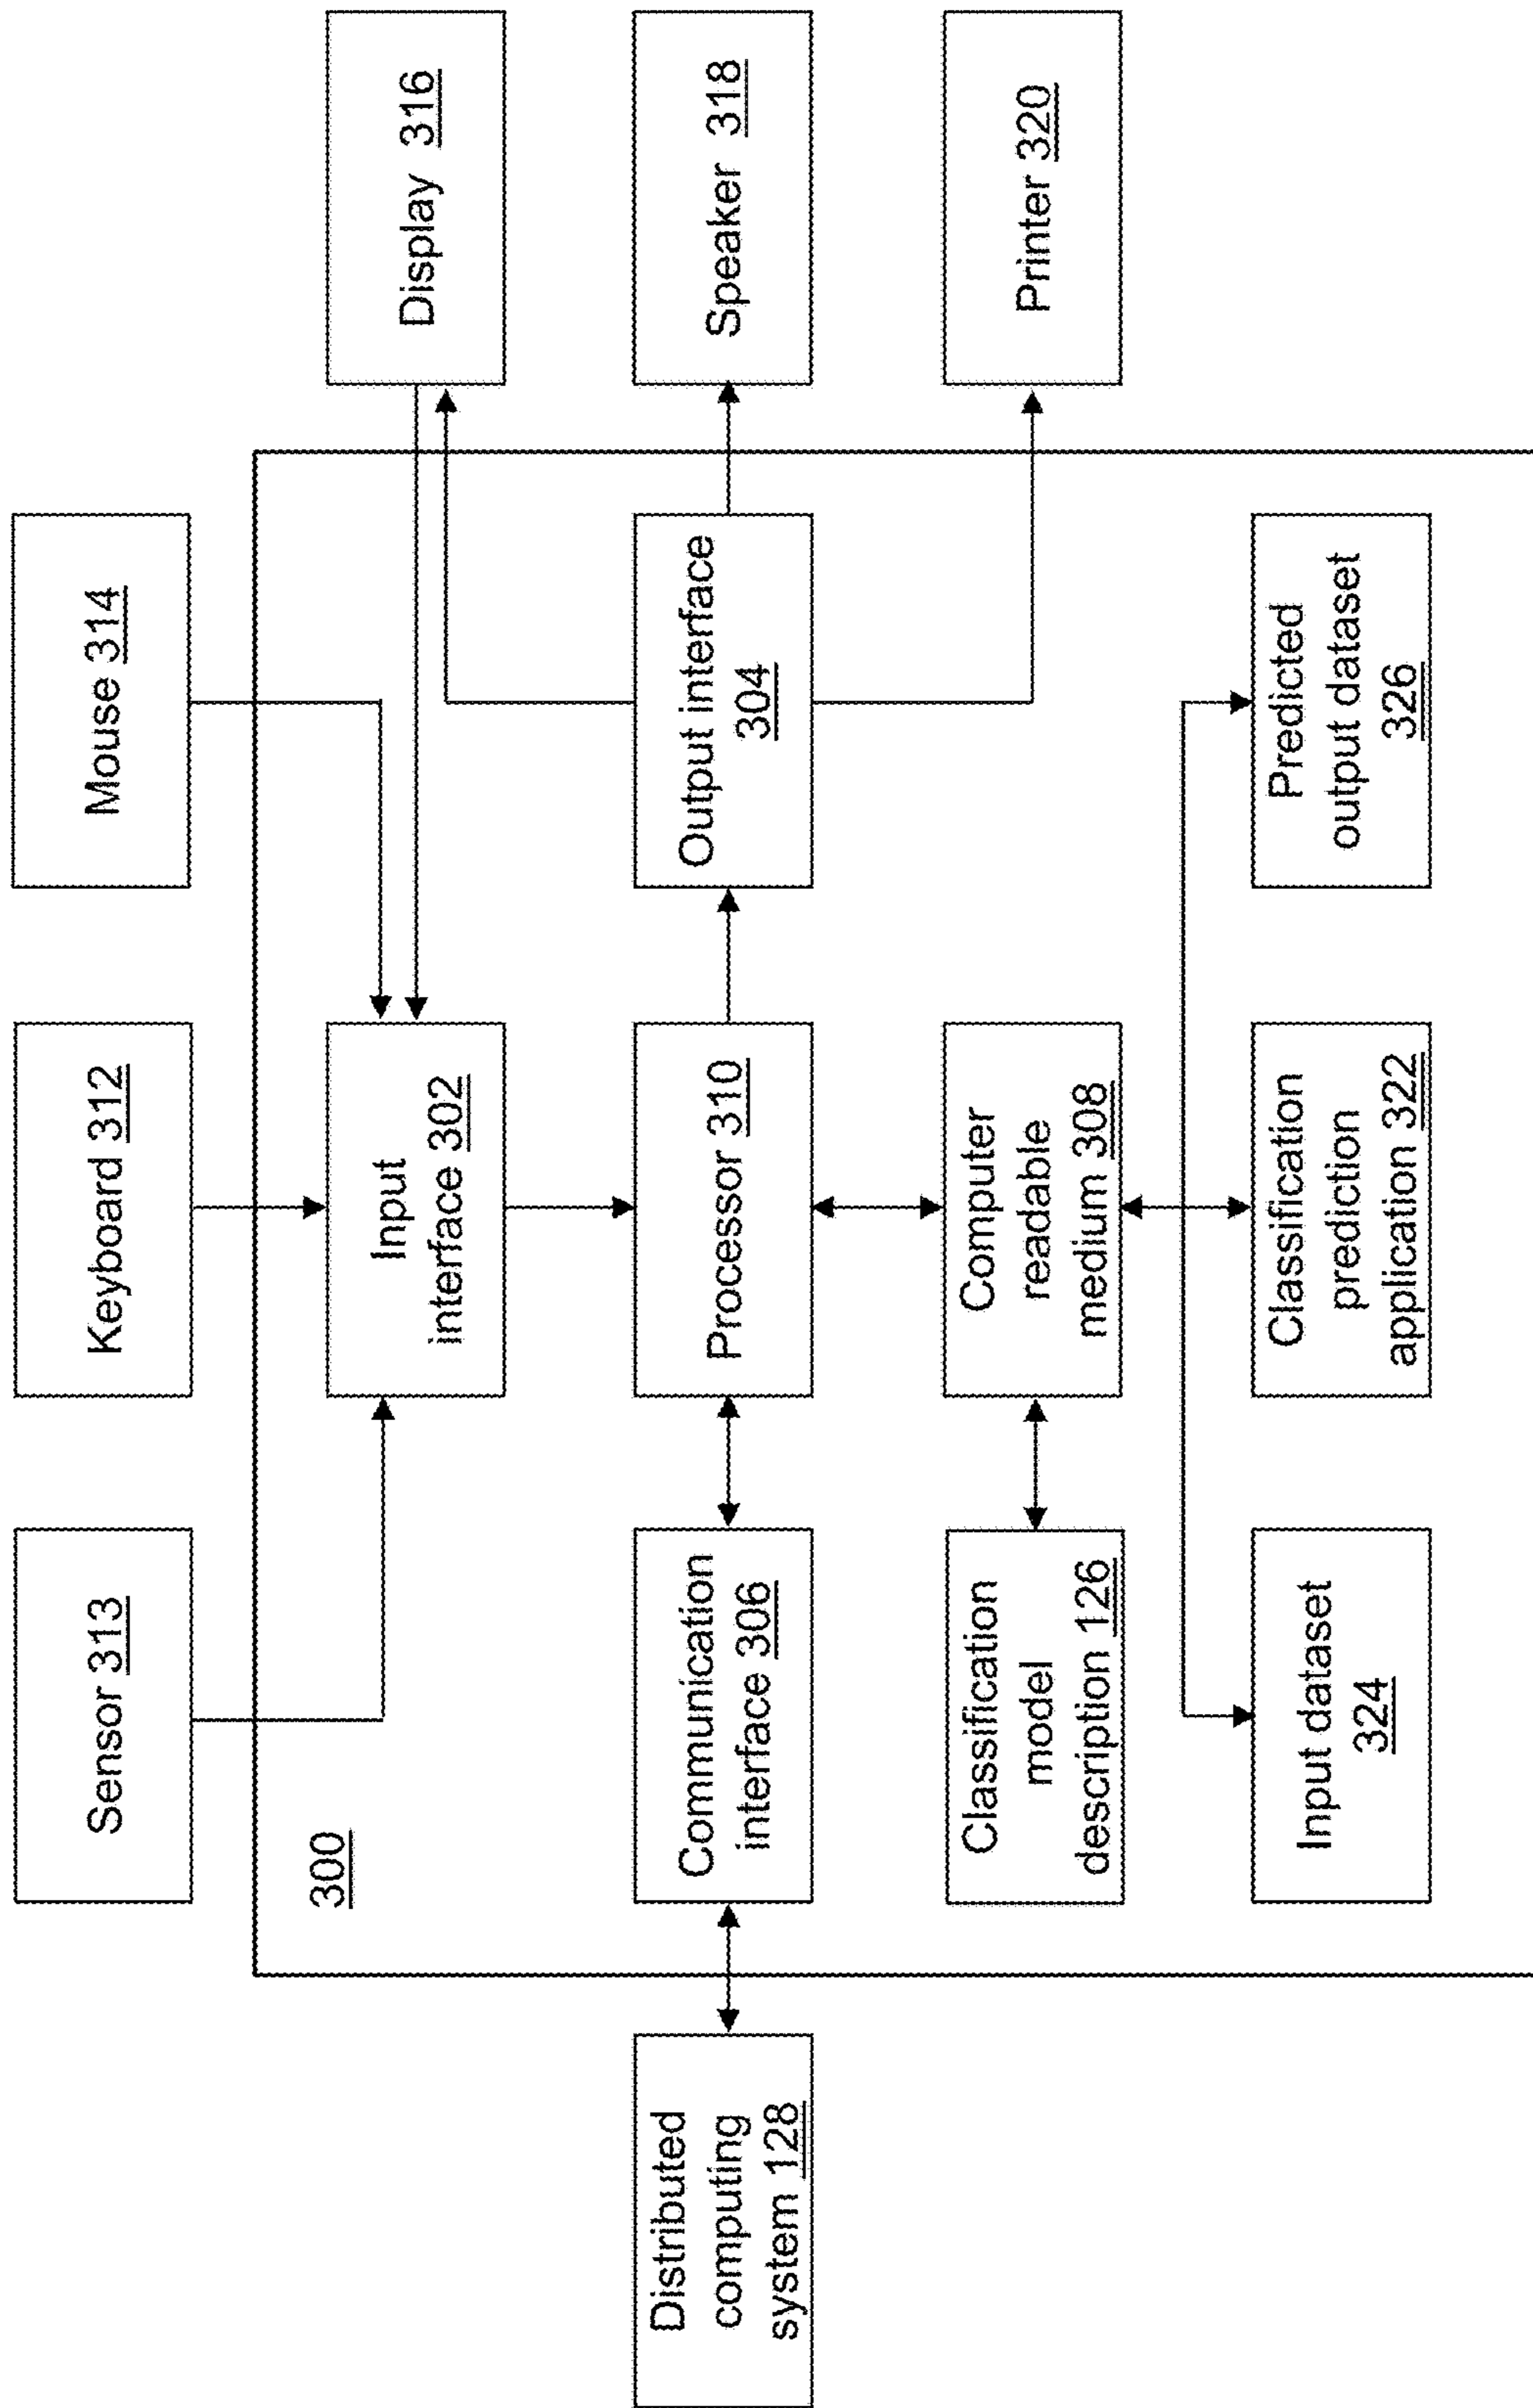 Sensor 313
Keyboard 312
Mouse 314
300
Input
interface 302
Display 316
Distributed
computing
system 128
Communication
interface 306
Processor 310
Output interface
304
Speaker 318
Classification
model
description 126
Computer
readable
medium 308
Printer 320
Input dataset
324
Classification
prediction
application 322
Predicted
output dataset
326